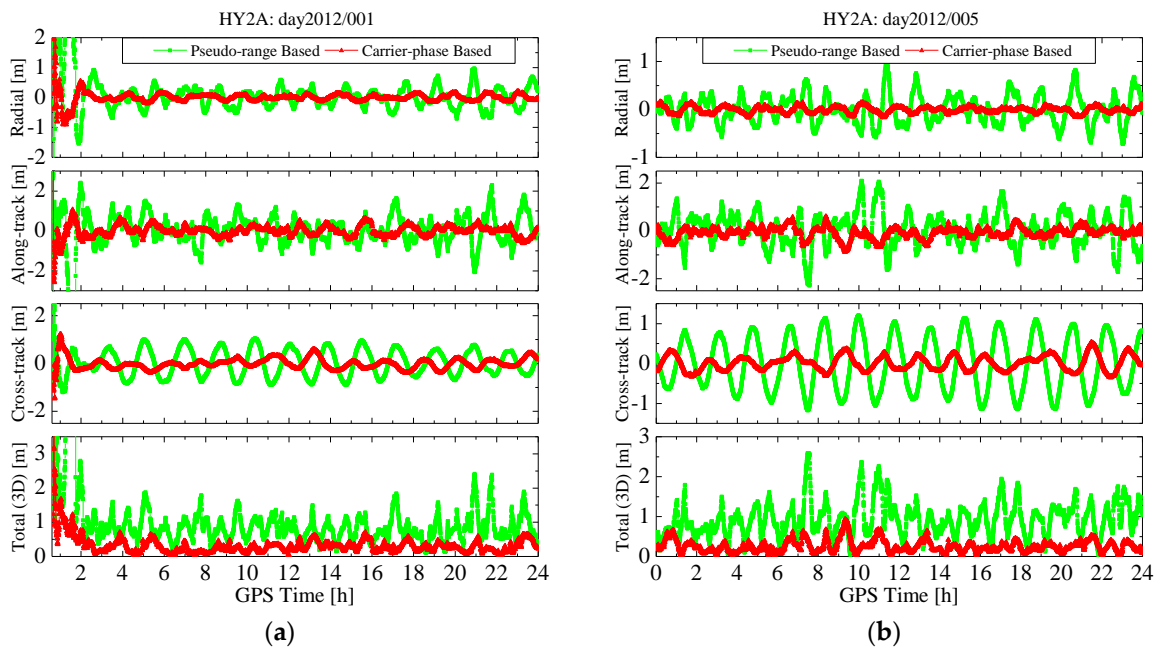 HY2A: day2012/001
Pseudo-range Based Carrier-phase Based
Radial [m]
2
1
0
-1
-2
Along-track [m]
2
0
-2
Cross-track [m]
2
0
-2
Total (3D) [m]
3
2
1
0
2 4 6 8 10 12 14 16 18 20 22 24
GPS Time [h]
(a)
HY2A: day2012/005
Pseudo-range Based Carrier-phase Based
Radial [m]
1
0
-1
Along-track [m]
2
0
-2
Cross-track [m]
1
0
-1
Total (3D) [m]
3
2
1
0
0 2 4 6 8 10 12 14 16 18 20 22 24
GPS Time [h]
(b)